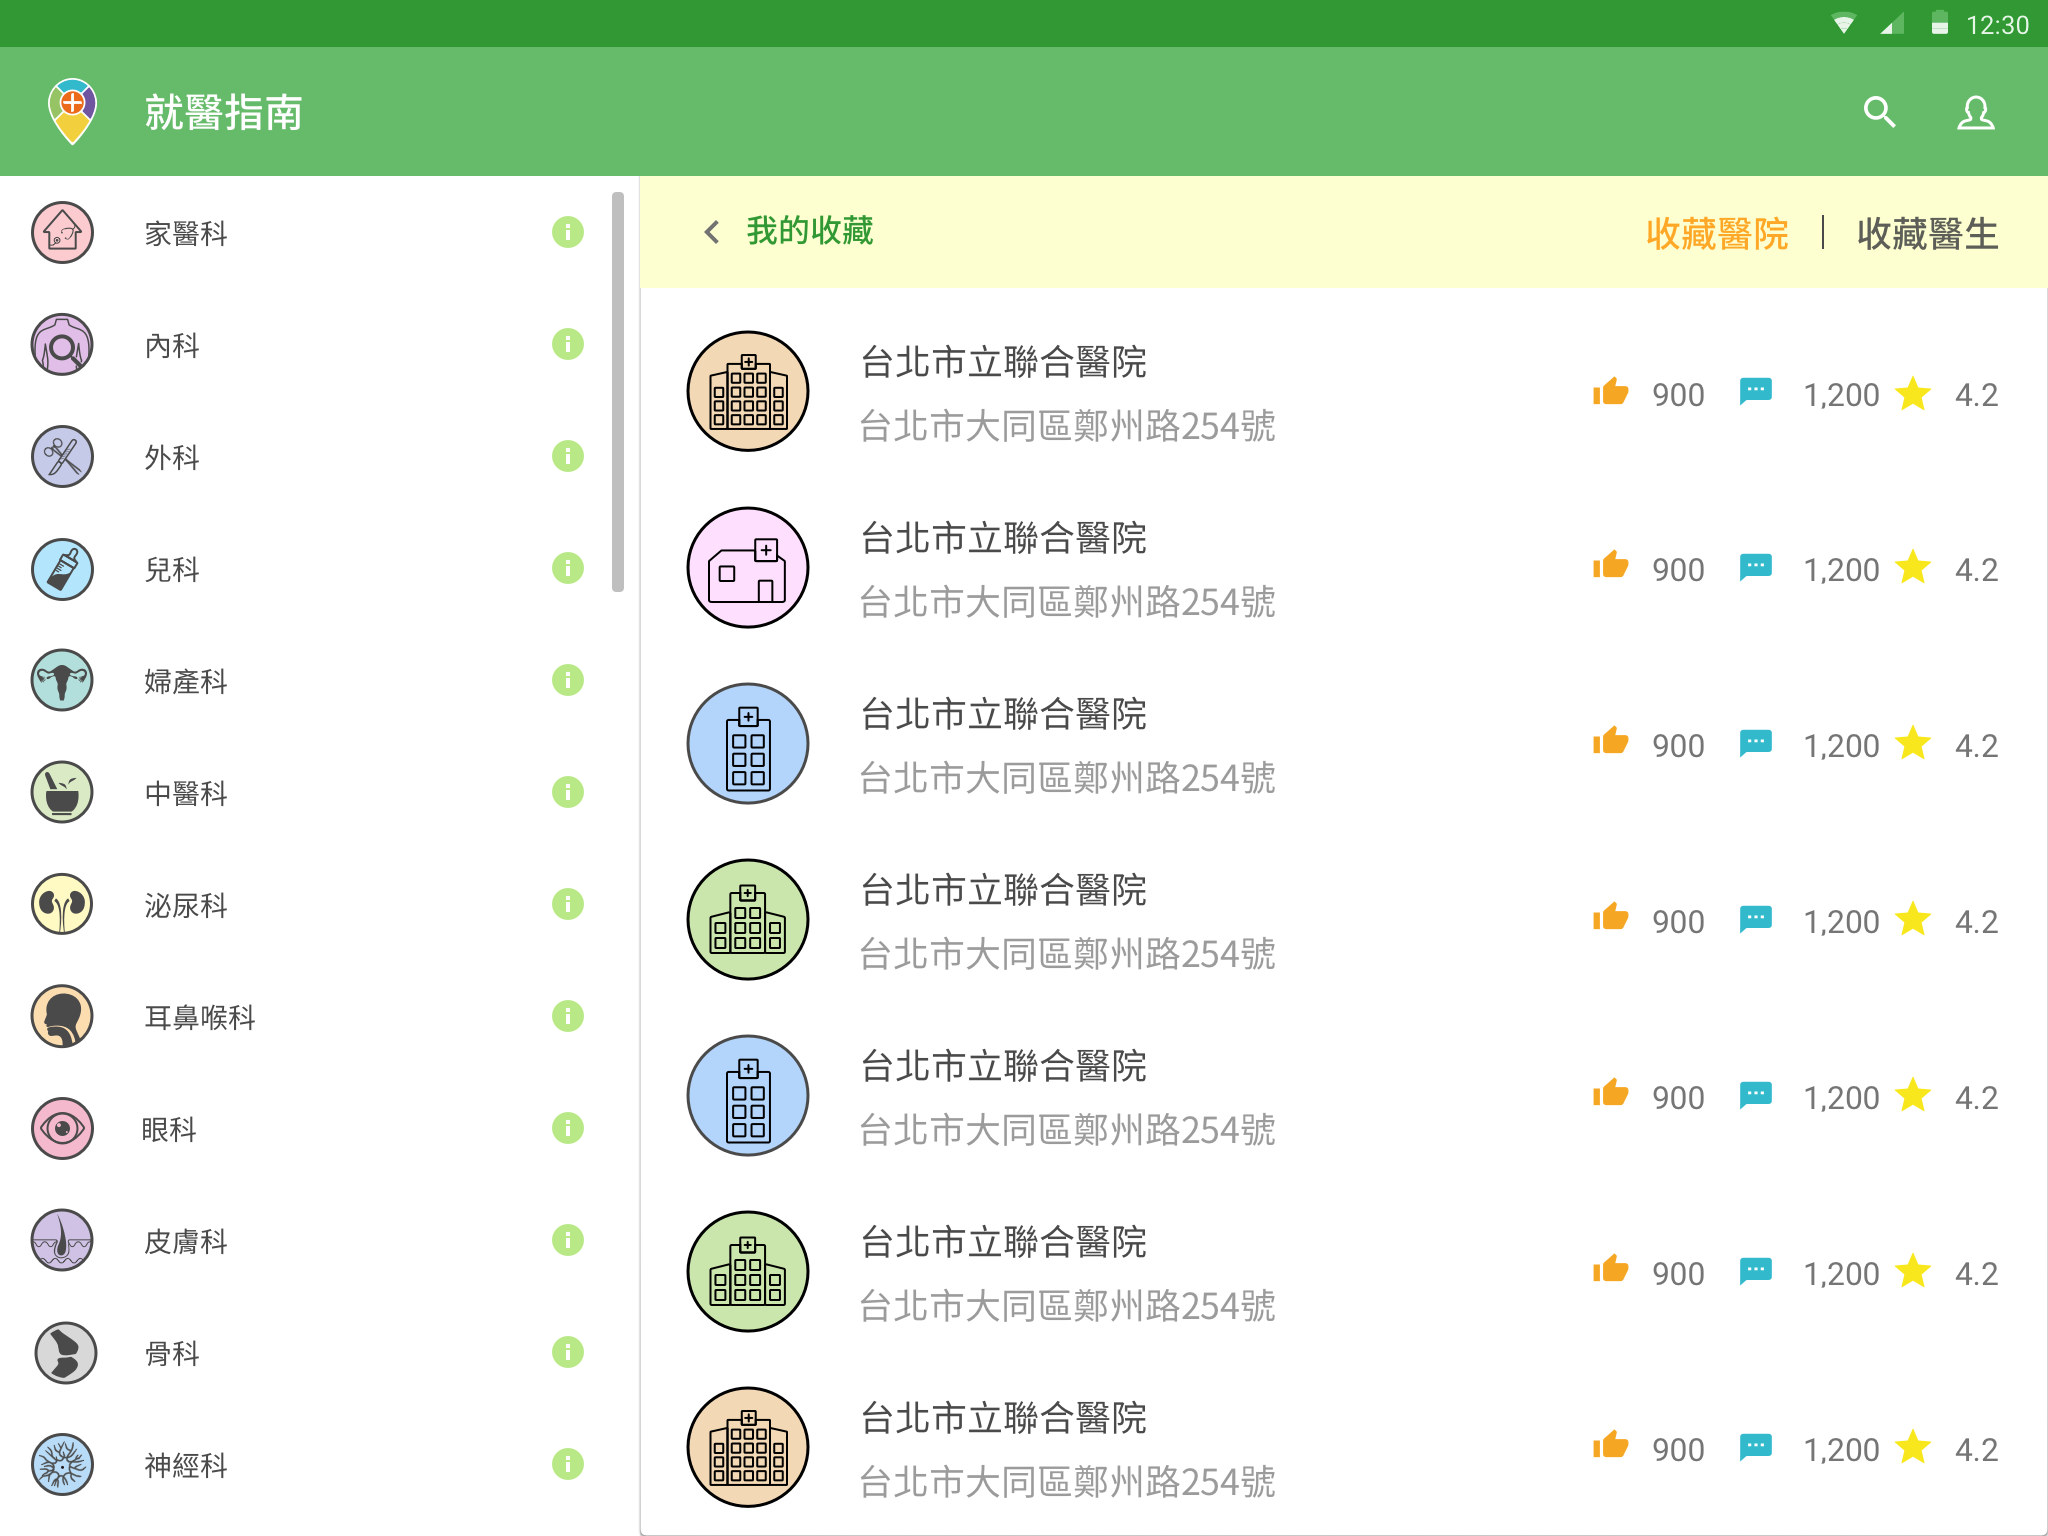 12:30
就醫指南
家醫科
內科
外科
兒科
婦產科
中醫科
泌尿科
耳鼻喉科
眼科
皮膚科
骨科
神經科
我的收藏
收藏醫院 | 收藏醫生
台北市立聯合醫院
台北市大同區鄭州路254號
900 1,200 4.2
台北市立聯合醫院
台北市大同區鄭州路254號
900 1,200 4.2
台北市立聯合醫院
台北市大同區鄭州路254號
900 1,200 4.2
台北市立聯合醫院
台北市大同區鄭州路254號
900 1,200 4.2
台北市立聯合醫院
台北市大同區鄭州路254號
900 1,200 4.2
台北市立聯合醫院
台北市大同區鄭州路254號
900 1,200 4.2
台北市立聯合醫院
台北市大同區鄭州路254號
900 1,200 4.2